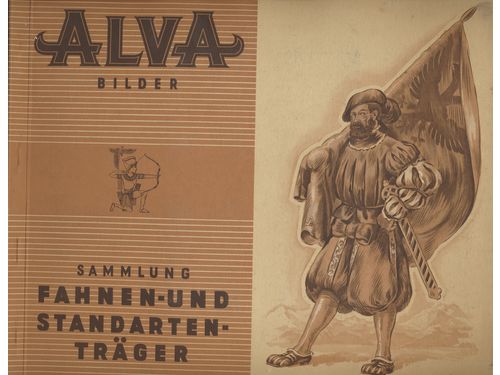 ALVA
BILDER
SAMMLUNG
FAHNEN-UND
STANDARTEN-
TRÄGER